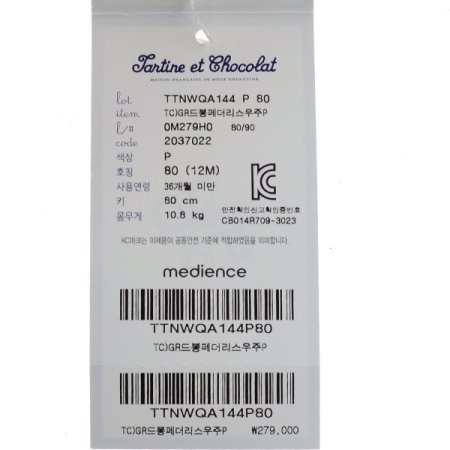 Tartine et Chocolat
MAISON FRANÇAISE DE MODE ENFANTINE
lot TTNWQA144 P 80
item TC)GR드봉페더리스우주P
l/# 0M279H0 80/90
code 2037022
색상 P
호칭 80 (12M)
사용연령 36개월 미만
키 80 cm
몸무게 10.8 kg
안전확인신고확인증번호
CB014R709-3023
KC마크는 이제품이 공통안전 기준에 적합하였음을 의미합니다.
medience
TTNWQA144P80
TC)GR드봉페더리스우주P
TTNWQA144P80
TC)GR드봉페더리스우주P ₩279,000